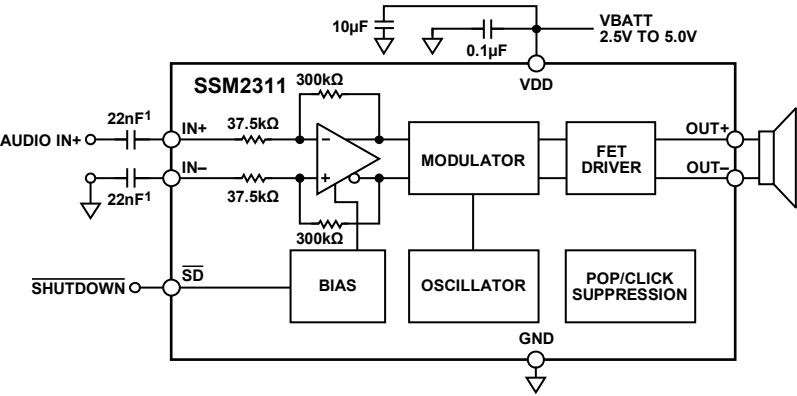 10µF
0.1µF
VBATT
2.5V TO 5.0V
VDD
SSM2311
300kΩ
22nF1
37.5kΩ
IN+
AUDIO IN+
MODULATOR
FET
DRIVER
OUT+
IN–
OUT–
22nF1
37.5kΩ
300kΩ
SD
SHUTDOWN
BIAS
OSCILLATOR
POP/CLICK
SUPPRESSION
GND